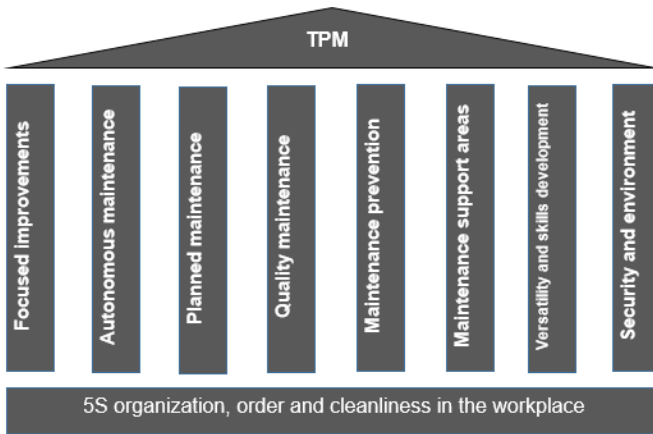 TPM
Focused improvements
Autonomous maintenance
Planned maintenance
Quality maintenance
Maintenance prevention
Maintenance support areas
Versatility and skills development
Security and environment
5S organization, order and cleanliness in the workplace